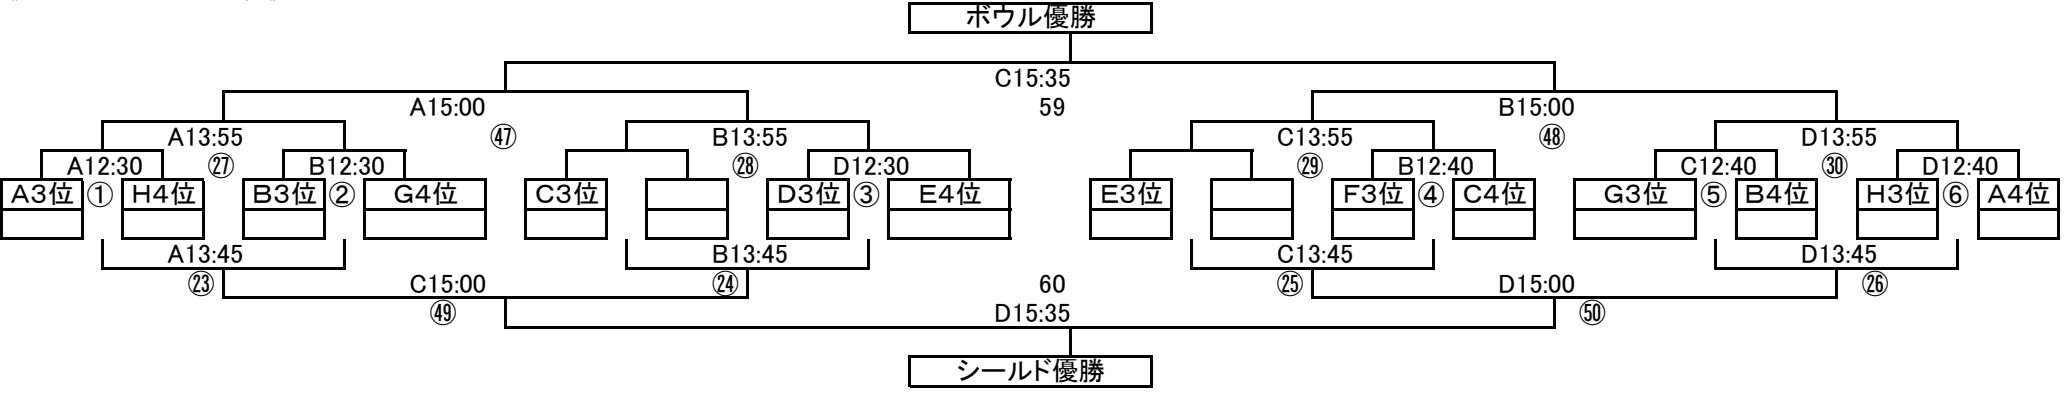 ボウル優勝
C15:35
A15:00 59 B15:00
A13:55 ㊼ B13:55 C13:55 ㊽ D13:55
A12:30 ㉗ B12:30 ㉘ D12:30 ㉙ B12:40 C12:40 ㉚ D12:40
A3位 ① H4位 B3位 ② G4位 C3位 D3位 ③ E4位 E3位 F3位 ④ C4位 G3位 ⑤ B4位 H3位 ⑥ A4位
A13:45 B13:45 C13:45 D13:45
㉓ C15:00 ㉔ 60 ㉕ D15:00 ㉖
㊾ D15:35 ㊿
シールド優勝